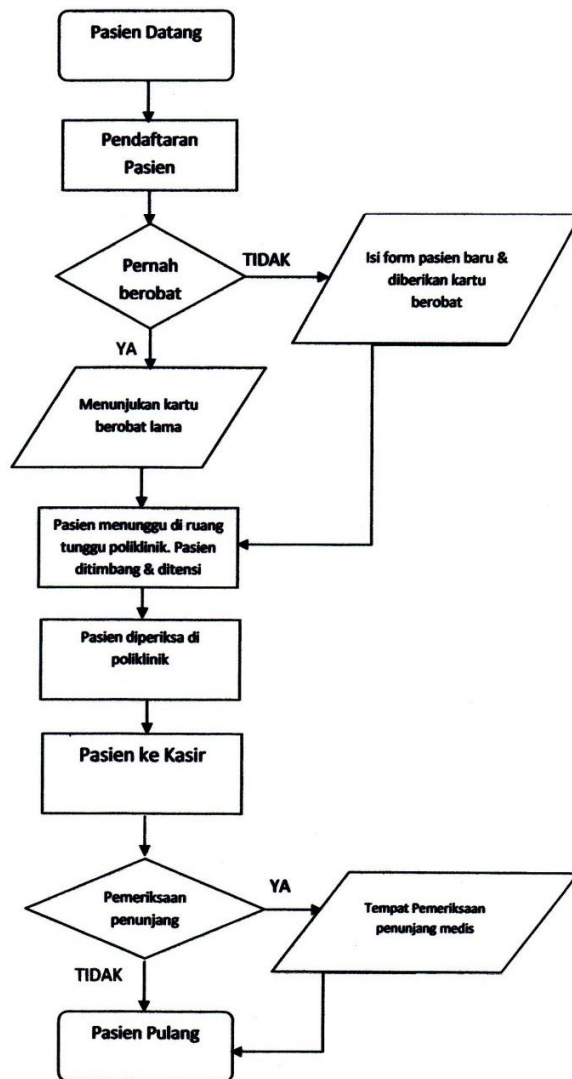 Pasien Datang
Pendaftaran
Pasien
Pernah
berobat
TIDAK
Isi form pasien baru &
diberikan kartu
berobat
YA
Menunjukan kartu
berobat lama
Pasien menunggu di ruang
tunggu poliklinik. Pasien
ditimbang & ditensi
Pasien diperiksa di
poliklinik
Pasien ke Kasir
Pemeriksaan
penunjang
YA
Tempat Pemeriksaan
penunjang medis
TIDAK
Pasien Pulang